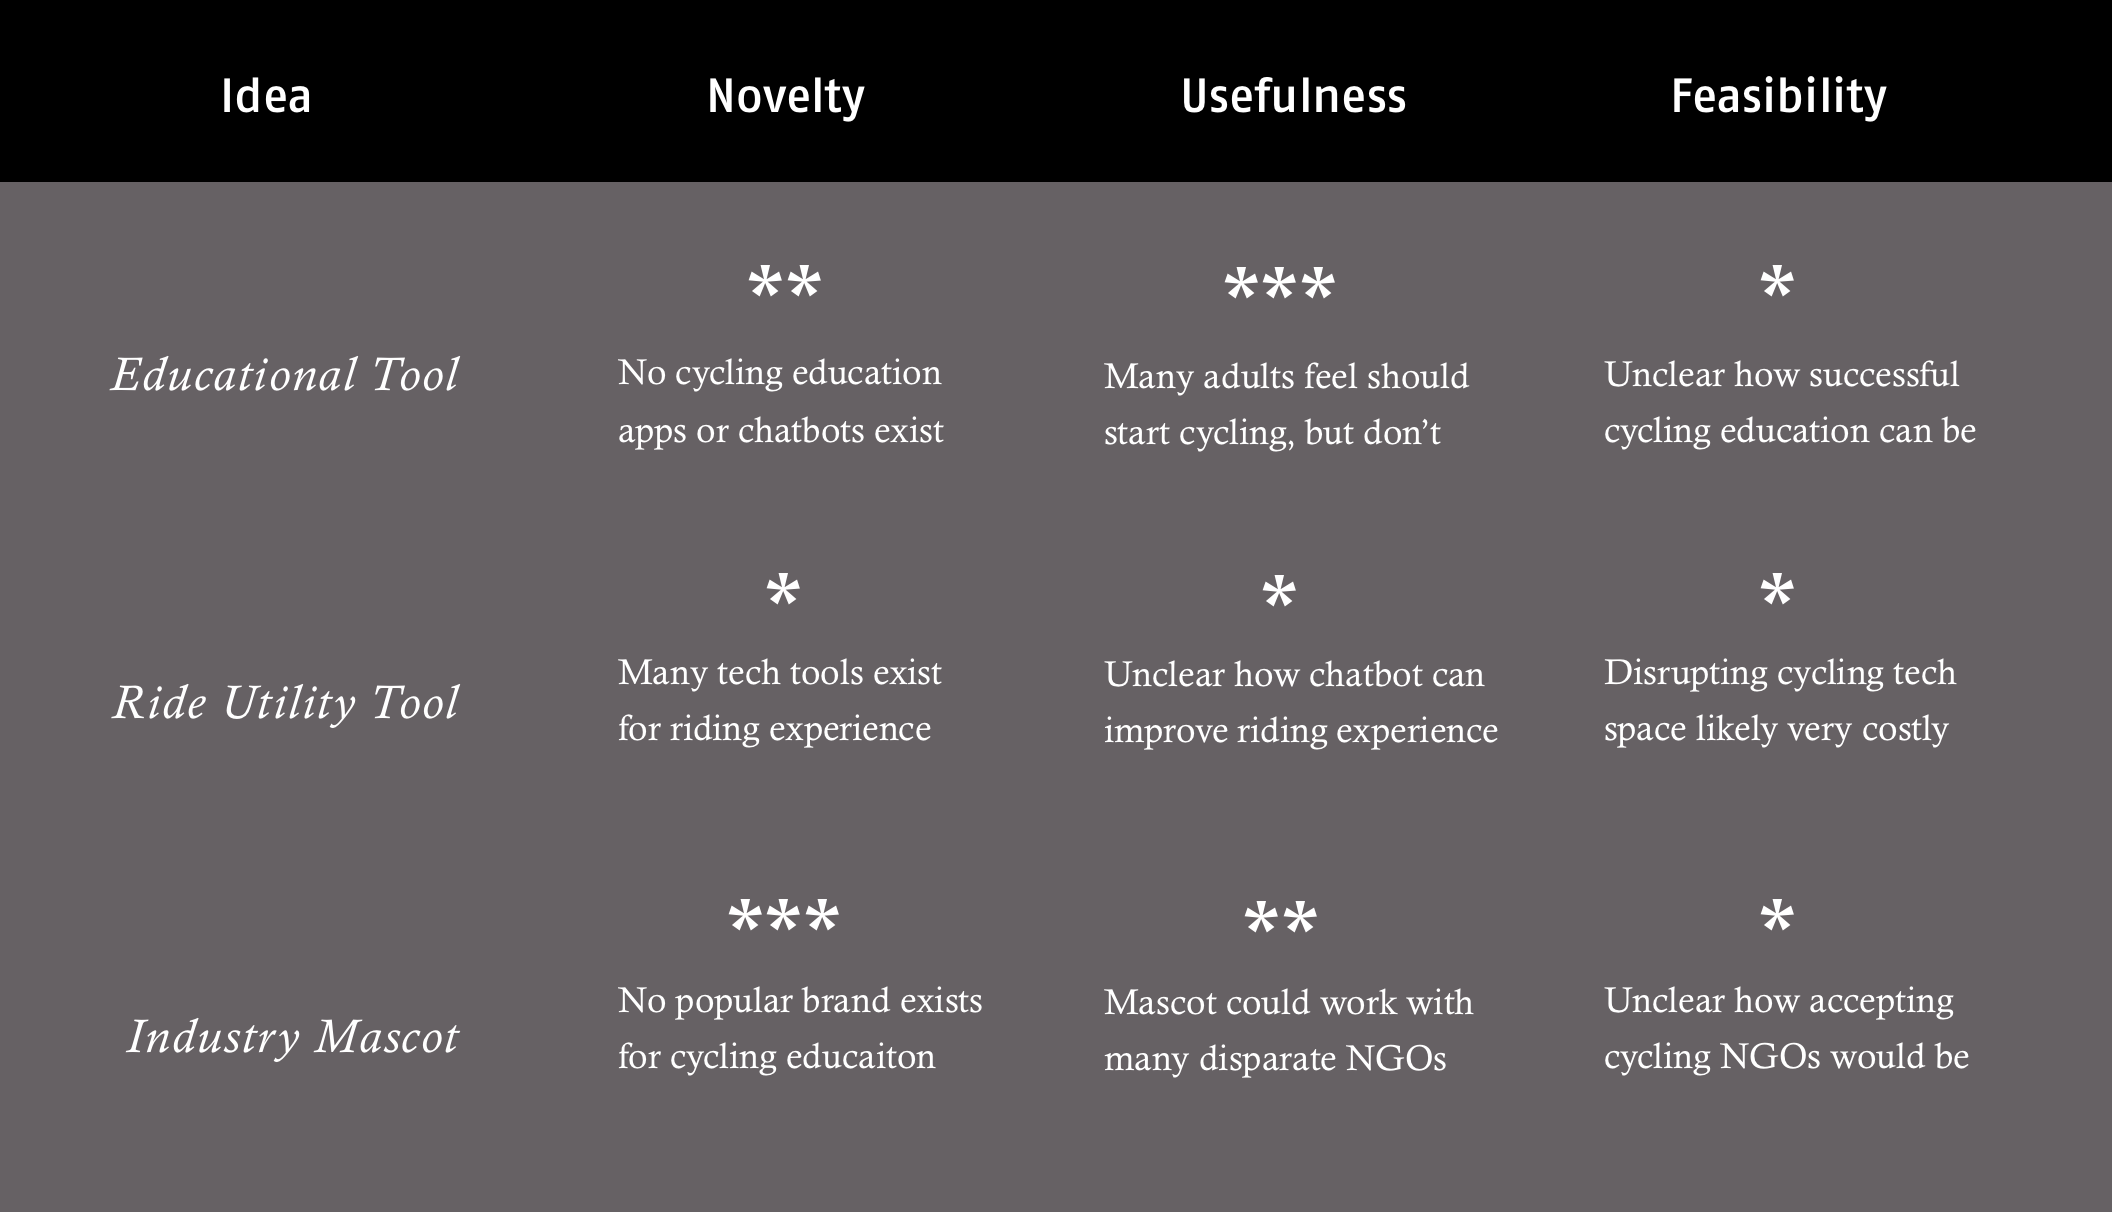 Idea Novelty Usefulness Feasibility
** *** *
Educational Tool
No cycling education
apps or chatbots exist
Many adults feel should
start cycling, but don’t
Unclear how successful
cycling education can be
* * *
Ride Utility Tool
Many tech tools exist
for riding experience
Unclear how chatbot can
improve riding experience
Disrupting cycling tech
space likely very costly
*** ** *
Industry Mascot
No popular brand exists
for cycling educaiton
Mascot could work with
many disparate NGOs
Unclear how accepting
cycling NGOs would be